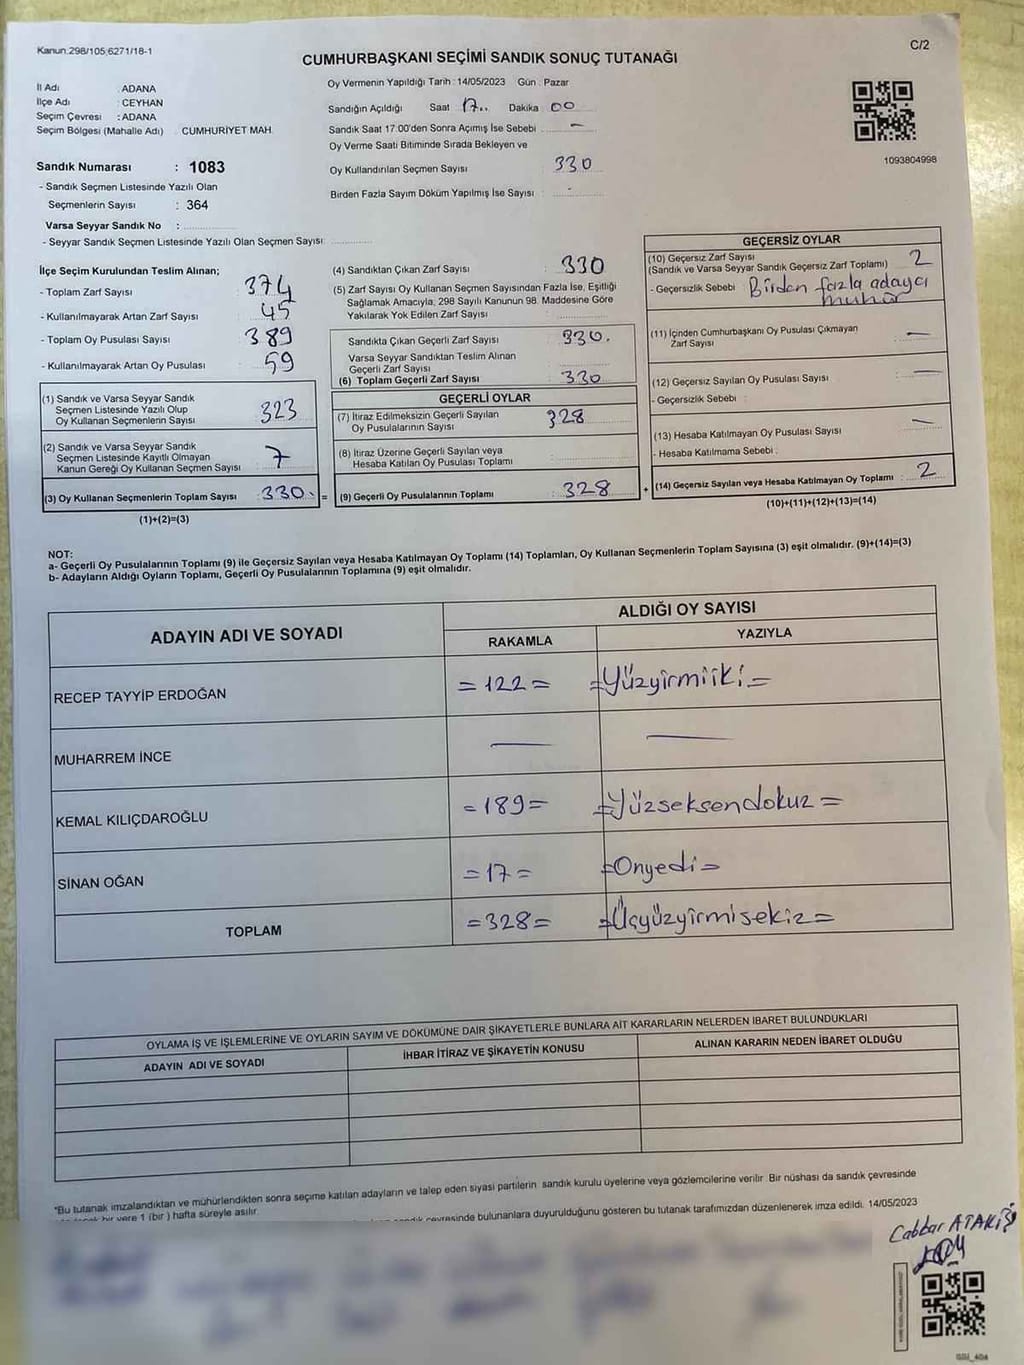 Kanun:298/105,6271/18-1
C/2
CUMHURBAŞKANI SEÇİMİ SANDIK SONUÇ TUTANAĞI
İl Adı : ADANA
İlçe Adı : CEYHAN
Seçim Çevresi : ADANA
Seçim Bölgesi (Mahalle Adı) : CUMHURİYET MAH.
Oy Vermenin Yapıldığı Tarih : 14/05/2023 Gün : Pazar
Sandığın Açıldığı Saat 17.. Dakika 00
Sandık Saat 17:00'den Sonra Açımış İse Sebebi : -
Oy Verme Saati Bitiminde Sırada Bekleyen ve
Oy Kullandırılan Seçmen Sayısı : 330
Birden Fazla Sayım Döküm Yapılmış İse Sayısı : -
1093804998
Sandık Numarası : 1083
- Sandık Seçmen Listesinde Yazılı Olan
Seçmenlerin Sayısı : 364
Varsa Seyyar Sandık No :
- Seyyar Sandık Seçmen Listesinde Yazılı Olan Seçmen Sayısı:
İlçe Seçim Kurulundan Teslim Alınan;
- Toplam Zarf Sayısı : 374
- Kullanılmayarak Artan Zarf Sayısı : 45
- Toplam Oy Pusulası Sayısı : 389
- Kullanılmayarak Artan Oy Pusulası : 59
(1) Sandık ve Varsa Seyyar Sandık
Seçmen Listesinde Yazılı Olup
Oy Kullanan Seçmenlerin Sayısı 323
(2) Sandık ve Varsa Seyyar Sandık
Seçmen Listesinde Kayıtlı Olmayan
Kanun Gereği Oy Kullanan Seçmen Sayısı 7
(3) Oy Kullanan Seçmenlerin Toplam Sayısı : 330. =
(1)+(2)=(3)
(4) Sandıktan Çıkan Zarf Sayısı : 330
(5) Zarf Sayısı Oy Kullanan Seçmen Sayısından Fazla İse, Eşitliği
Sağlamak Amacıyla, 298 Sayılı Kanunun 98. Maddesine Göre
Yakılarak Yok Edilen Zarf Sayısı :
Sandıkta Çıkan Geçerli Zarf Sayısı : 330.
Varsa Seyyar Sandıktan Teslim Alınan
Geçerli Zarf Sayısı :
(6) Toplam Geçerli Zarf Sayısı : 330
GEÇERLİ OYLAR
(7) İtiraz Edilmeksizin Geçerli Sayılan
Oy Pusulalarının Sayısı 328
(8) İtiraz Üzerine Geçerli Sayılan veya
Hesaba Katılan Oy Pusulası Toplamı :
(9) Geçerli Oy Pusulalarının Toplamı : 328 +
GEÇERSİZ OYLAR
(10) Geçersiz Zarf Sayısı
(Sandık ve Varsa Seyyar Sandık Geçersiz Zarf Toplamı) : 2
- Geçersizlik Sebebi : Birden fazla adaya
mühür
(11) İçinden Cumhurbaşkanı Oy Pusulası Çıkmayan
Zarf Sayısı : —
(12) Geçersiz Sayılan Oy Pusulası Sayısı : —
- Geçersizlik Sebebi :
(13) Hesaba Katılmayan Oy Pusulası Sayısı : —
- Hesaba Katılmama Sebebi :
(14) Geçersiz Sayılan veya Hesaba Katılmayan Oy Toplamı : 2
(10)+(11)+(12)+(13)=(14)
NOT:
a- Geçerli Oy Pusulalarının Toplamı (9) ile Geçersiz Sayılan veya Hesaba Katılmayan Oy Toplamı (14) Toplamları, Oy Kullanan Seçmenlerin Toplam Sayısına (3) eşit olmalıdır. (9)+(14)=(3)
b- Adayların Aldığı Oyların Toplamı, Geçerli Oy Pusulalarının Toplamına (9) eşit olmalıdır.
ADAYIN ADI VE SOYADI
ALDIĞI OY SAYISI
RAKAMLA YAZIYLA
RECEP TAYYİP ERDOĞAN =122= =Yüzyirmiiki=
MUHARREM İNCE — —
KEMAL KILIÇDAROĞLU =189= =Yüzseksendokuz=
SİNAN OĞAN =17= =Onyedi=
TOPLAM =328= =Üçyüzyirmisekiz=
OYLAMA İŞ VE İŞLEMLERİNE VE OYLARIN SAYIM VE DÖKÜMÜNE DAİR ŞİKAYETLERLE BUNLARA AİT KARARLARIN NELERDEN İBARET BULUNDUKLARI
ADAYIN ADI VE SOYADI İHBAR İTİRAZ VE ŞİKAYETİN KONUSU ALINAN KARARIN NEDEN İBARET OLDUĞU
*Bu tutanak imzalandıktan ve mühürlendikten sonra seçime katılan adayların ve talep eden siyasi partilerin sandık kurulu üyelerine veya gözlemcilerine verilir. Bir nüshası da sandık çevresinde
bir yere 1 (bir ) hafta süreyle asılır.
sandık çevresinde bulunanlara duyurulduğunu gösteren bu tutanak tarafımızdan düzenlenerek imza edildi. 14/05/2023
Cabbar ATAKİŞİ